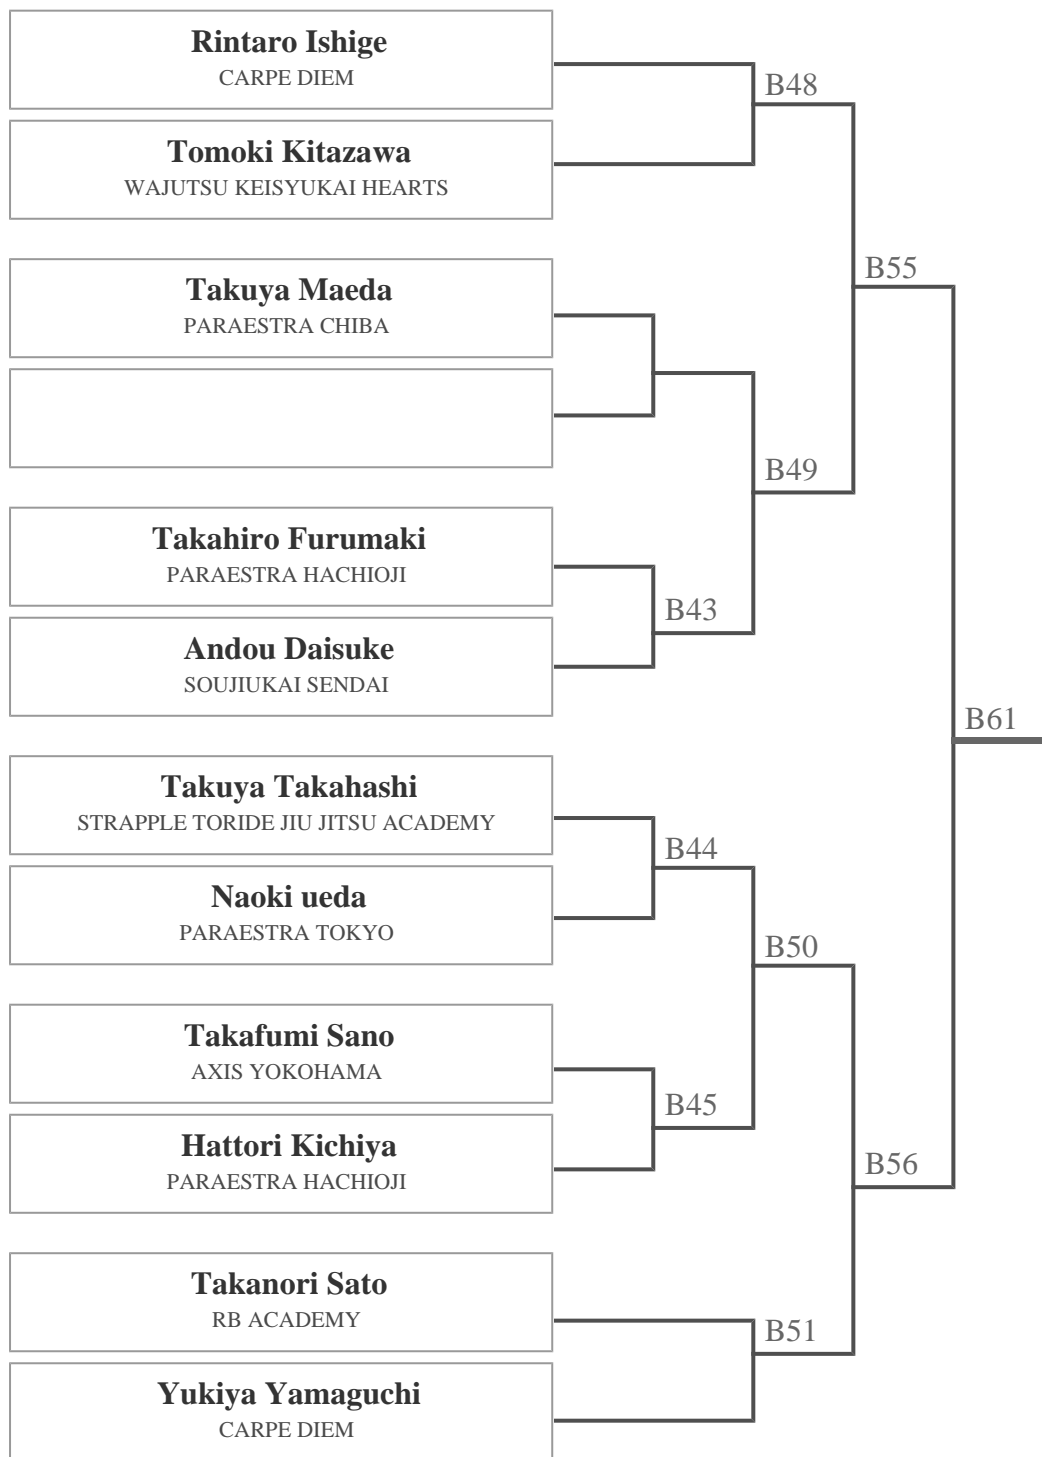 Rintaro Ishige
CARPE DIEM
B48
Tomoki Kitazawa
WAJUTSU KEISYUKAI HEARTS
B55
Takuya Maeda
PARAESTRA CHIBA
B49
Takahiro Furumaki
PARAESTRA HACHIOJI
B43
Andou Daisuke
SOUJIUKAI SENDAI
B61
Takuya Takahashi
STRAPPLE TORIDE JIU JITSU ACADEMY
B44
Naoki ueda
PARAESTRA TOKYO
B50
Takafumi Sano
AXIS YOKOHAMA
B45
Hattori Kichiya
PARAESTRA HACHIOJI
B56
Takanori Sato
RB ACADEMY
B51
Yukiya Yamaguchi
CARPE DIEM